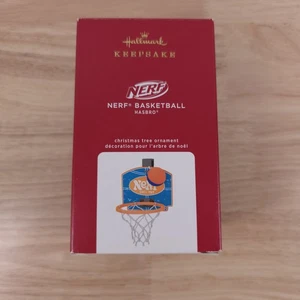 Hallmark
KEEPSAKE
NERF
NERF® BASKETBALL
HASBRO®
christmas tree ornament
décoration pour l'arbre de noël
NERF